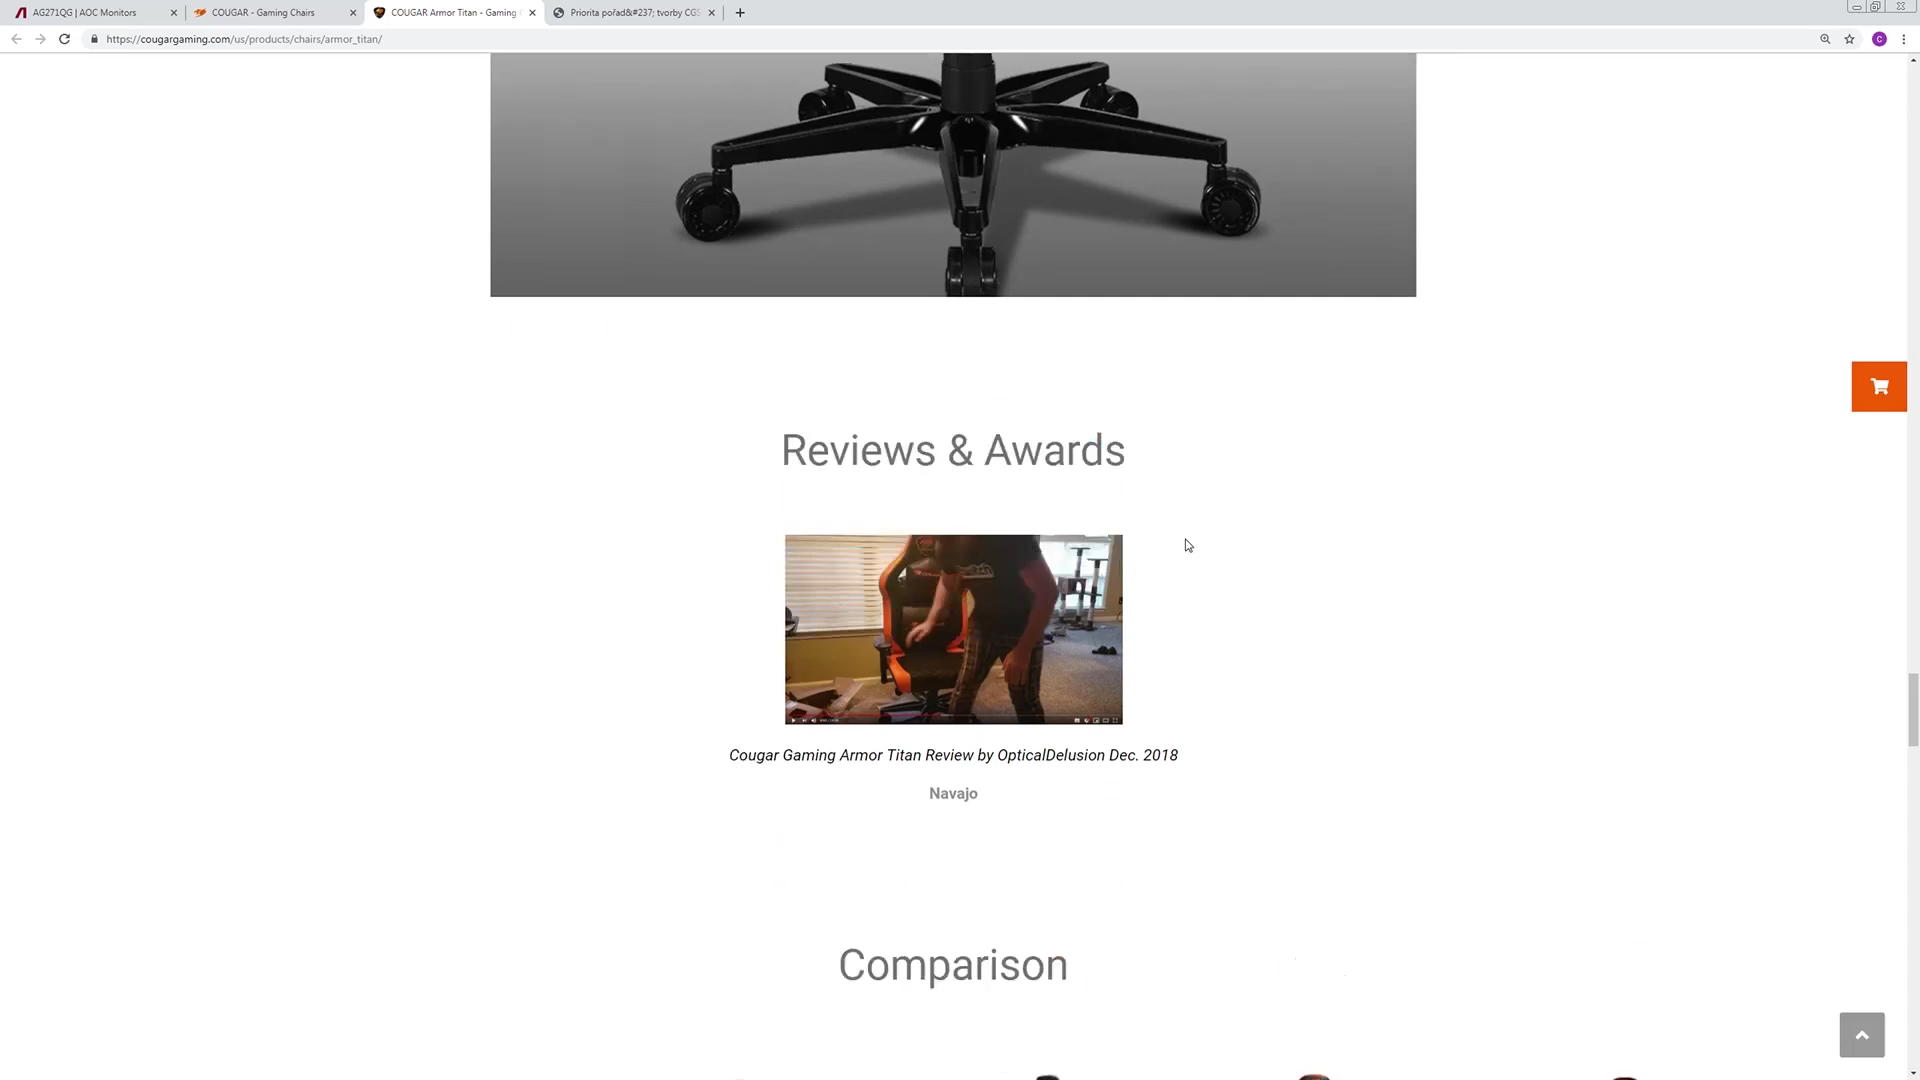 AG271QG | AOC Monitors
COUGAR - Gaming Chairs
COUGAR Armor Titan - Gaming
Priorita pořad&#237; tvorby CGS
https://cougargaming.com/us/products/chairs/armor_titan/
C
Reviews & Awards
Cougar Gaming Armor Titan Review by OpticalDelusion Dec. 2018
Navajo
Comparison